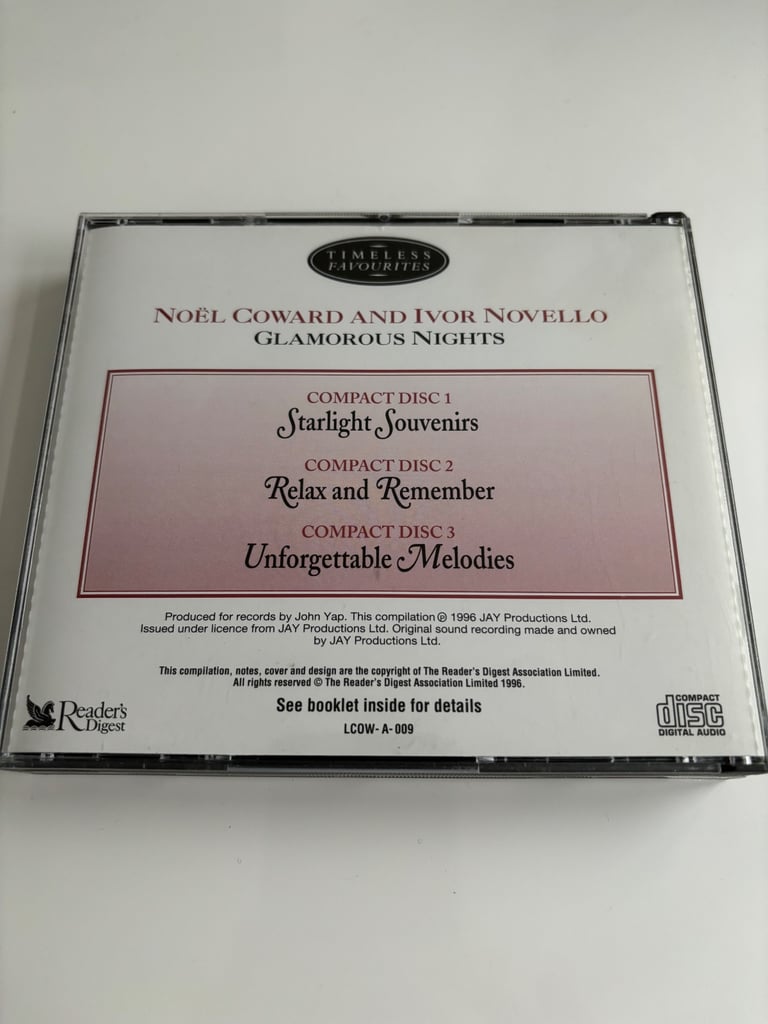 TIMELESS
FAVOURITES
NOËL COWARD AND IVOR NOVELLO
GLAMOROUS NIGHTS
COMPACT DISC 1
Starlight Souvenirs
COMPACT DISC 2
Relax and Remember
COMPACT DISC 3
Unforgettable Melodies
Produced for records by John Yap. This compilation ℗ 1996 JAY Productions Ltd.
Issued under licence from JAY Productions Ltd. Original sound recording made and owned
by JAY Productions Ltd.
This compilation, notes, cover and design are the copyright of The Reader's Digest Association Limited.
All rights reserved © The Reader's Digest Association Limited 1996.
See booklet inside for details
LCOW-A-009
Reader's
Digest
COMPACT
disc
DIGITAL AUDIO